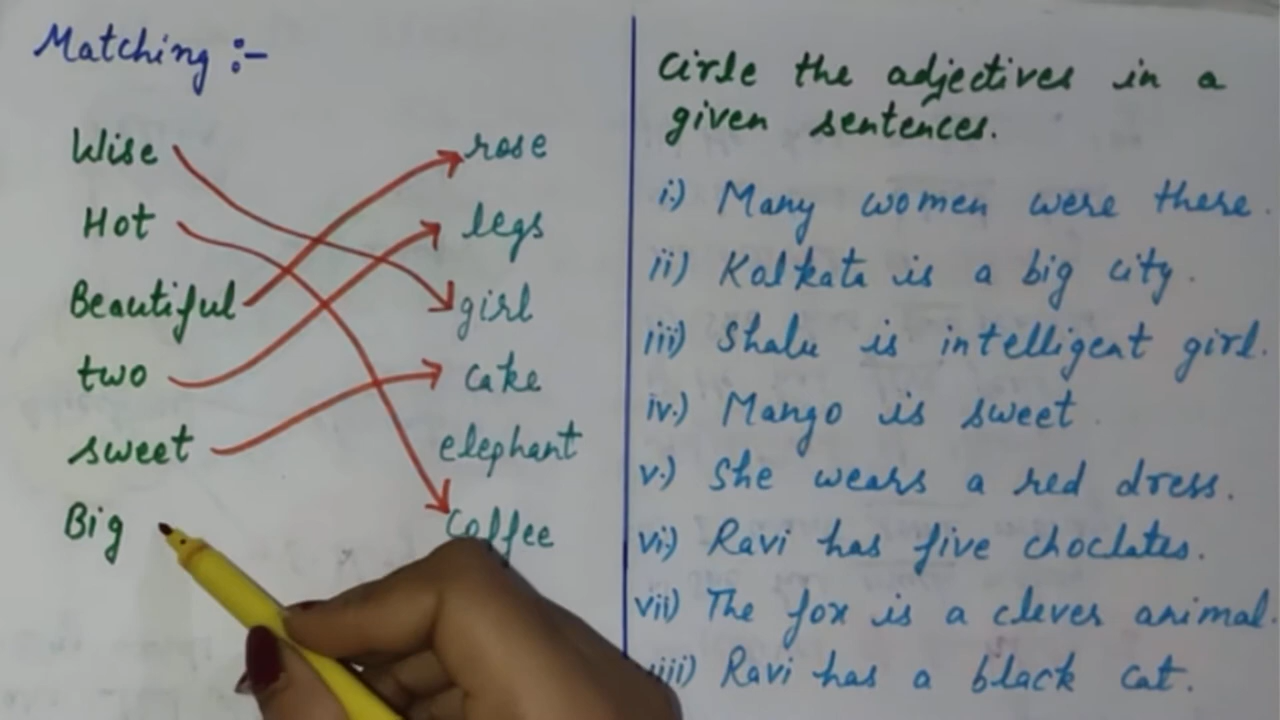 Matching :-
Wise
Hot
Beautiful
two
sweet
Big
rose
legs
girl
cake
elephant
coffee
Cirle the adjectives in a
given sentences.
i) Many women were there.
ii) Kolkata is a big city.
iii) Shalu is intelligent girl.
iv.) Mango is sweet.
v.) She wears a red dress.
vi.) Ravi has five choclates.
vii) The fox is a clever animal.
iii) Ravi has a black cat.